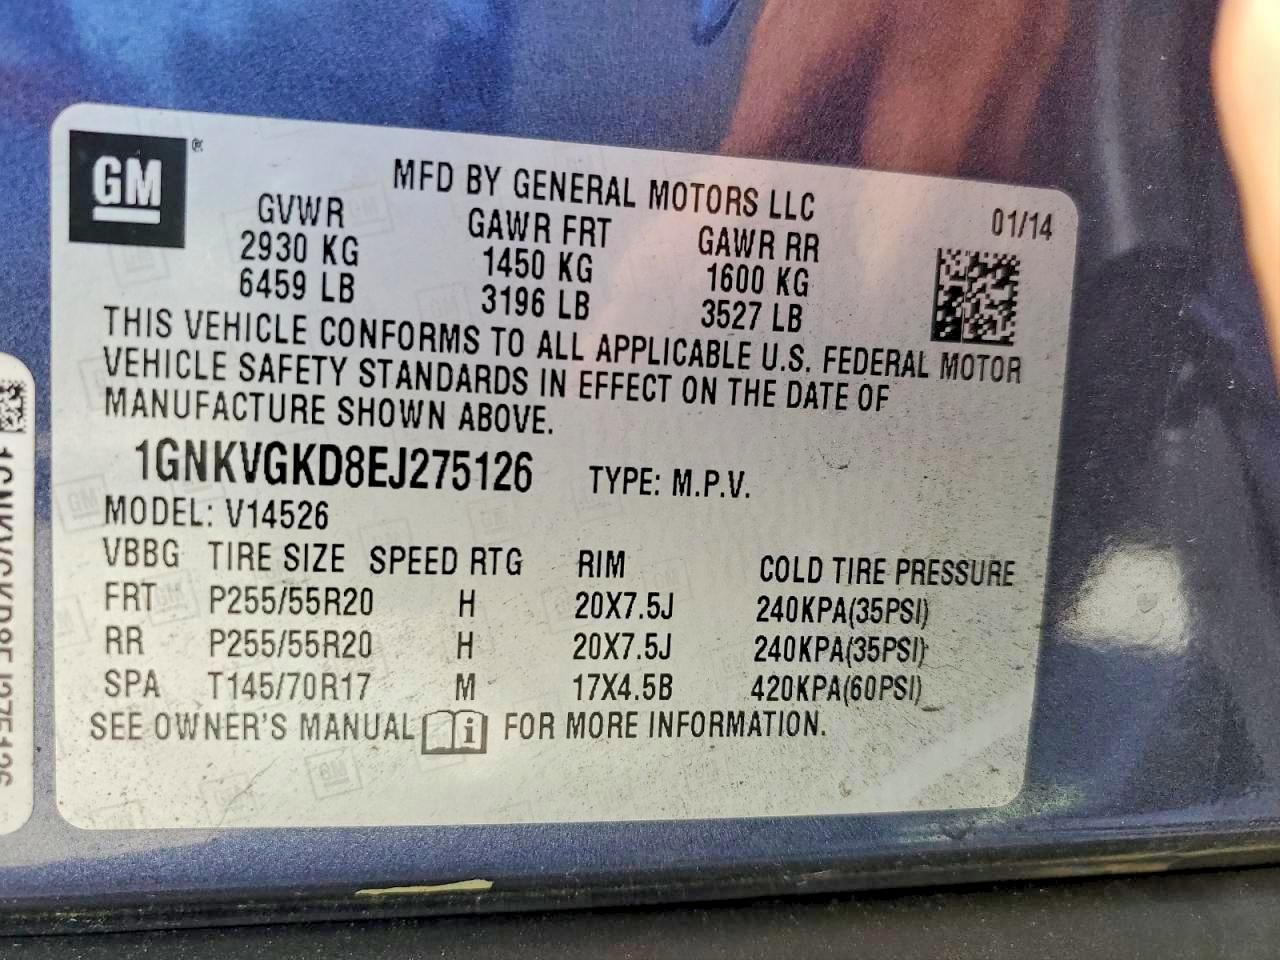 GM ®
MFD BY GENERAL MOTORS LLC
01/14
GVWR GAWR FRT GAWR RR
2930 KG 1450 KG 1600 KG
6459 LB 3196 LB 3527 LB
THIS VEHICLE CONFORMS TO ALL APPLICABLE U.S. FEDERAL MOTOR
VEHICLE SAFETY STANDARDS IN EFFECT ON THE DATE OF
MANUFACTURE SHOWN ABOVE.
1GNKVGKD8EJ275126 TYPE: M.P.V.
MODEL: V14526
VBBG TIRE SIZE SPEED RTG RIM COLD TIRE PRESSURE
FRT P255/55R20 H 20X7.5J 240KPA(35PSI)
RR P255/55R20 H 20X7.5J 240KPA(35PSI)
SPA T145/70R17 M 17X4.5B 420KPA(60PSI)
SEE OWNER'S MANUAL i FOR MORE INFORMATION.
1GNKVGKD8EJ275126